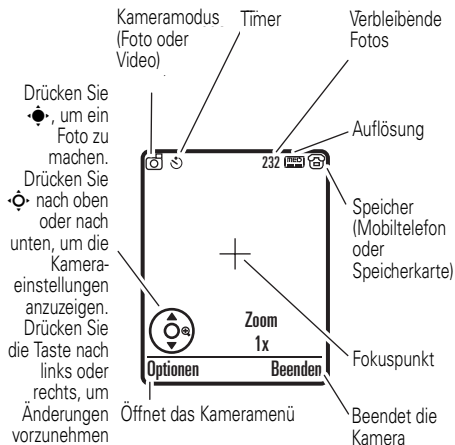 Kameramodus
(Foto oder
Video)
Timer
Verbleibende
Fotos
Drücken Sie
, um ein
Foto zu
machen.
Drücken Sie
nach oben
oder nach
unten, um die
Kamera-
einstellungen
anzuzeigen.
Drücken Sie
die Taste nach
links oder
rechts, um
Änderungen
vorzunehmen
232 MED
Zoom
1x
Optionen Beenden
Auflösung
Speicher
(Mobiltelefon
oder
Speicherkarte)
Fokuspunkt
Öffnet das Kameramenü
Beendet die
Kamera